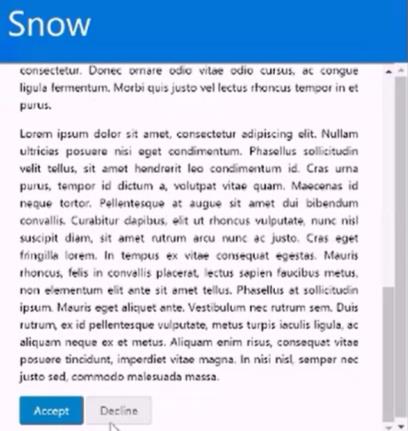 Snow
consectetur. Donec ornare odio vitae odio cursus, ac congue
ligula fermentum. Morbi quis justo vel lectus rhoncus tempor in et
purus.
Lorem ipsum dolor sit amet, consectetur adipiscing elit. Nullam
ultricies posuere nisi eget condimentum. Phasellus sollicitudin
velit tellus, sit amet hendrerit leo condimentum id. Cras urna
purus, tempor id dictum a, volutpat vitae quam. Maecenas id
neque tortor. Pellentesque at augue sit amet dui bibendum
convallis. Curabitur dapibus, elit ut rhoncus vulputate, nunc nisl
suscipit diam, sit amet rutrum arcu nunc ac justo. Cras eget
fringilla lorem. In tempus ex vitae consequat egestas. Mauris
rhoncus, felis in convallis placerat, lectus sapien faucibus metus,
non elementum elit ante sit amet tellus. Phasellus at sollicitudin
ipsum. Mauris eget aliquet ante. Vestibulum nec rutrum sem. Duis
rutrum, ex id pellentesque vulputate, metus turpis iaculis ligula, ac
aliquam neque ex et metus. Aliquam enim risus, consequat vitae
posuere tincidunt, imperdiet vitae magna. In nisi nisl, semper nec
justo sed, commodo malesuada massa.
Accept Decline